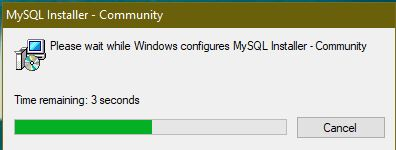 MySQL Installer - Community
Please wait while Windows configures MySQL Installer - Community
Time remaining: 3 seconds
Cancel